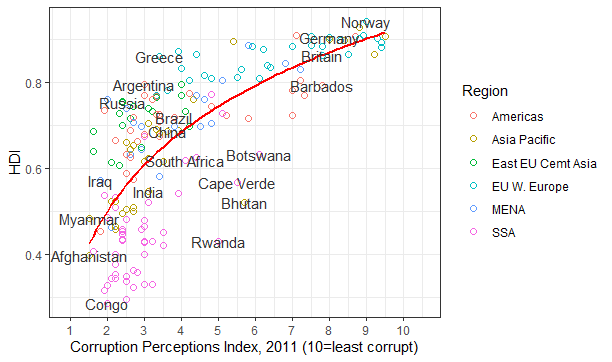 Norway
Germany
Greece
Britain
0.8
Argentina
Barbados
Russia
Brazil
China
HDI
0.6
South Africa
Botswana
Iraq
Cape Verde
India
Bhutan
Myanmar
Rwanda
0.4
Afghanistan
Congo
1 2 3 4 5 6 7 8 9 10
Corruption Perceptions Index, 2011 (10=least corrupt)
Region
Americas
Asia Pacific
East EU Cemt Asia
EU W. Europe
MENA
SSA